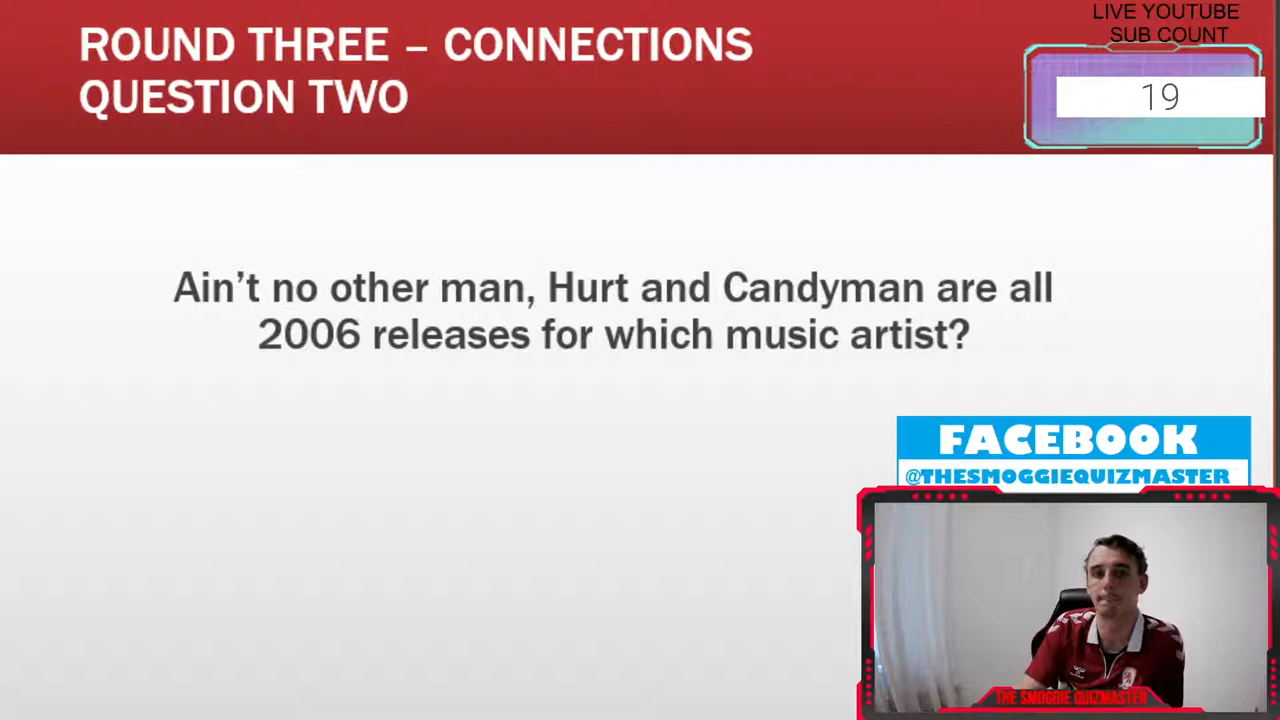 ROUND THREE – CONNECTIONS
QUESTION TWO
LIVE YOUTUBE
SUB COUNT
19
Ain’t no other man, Hurt and Candyman are all
2006 releases for which music artist?
FACEBOOK
@THESMOGGIEQUIZMASTER
THE SMOGGIE QUIZMASTER